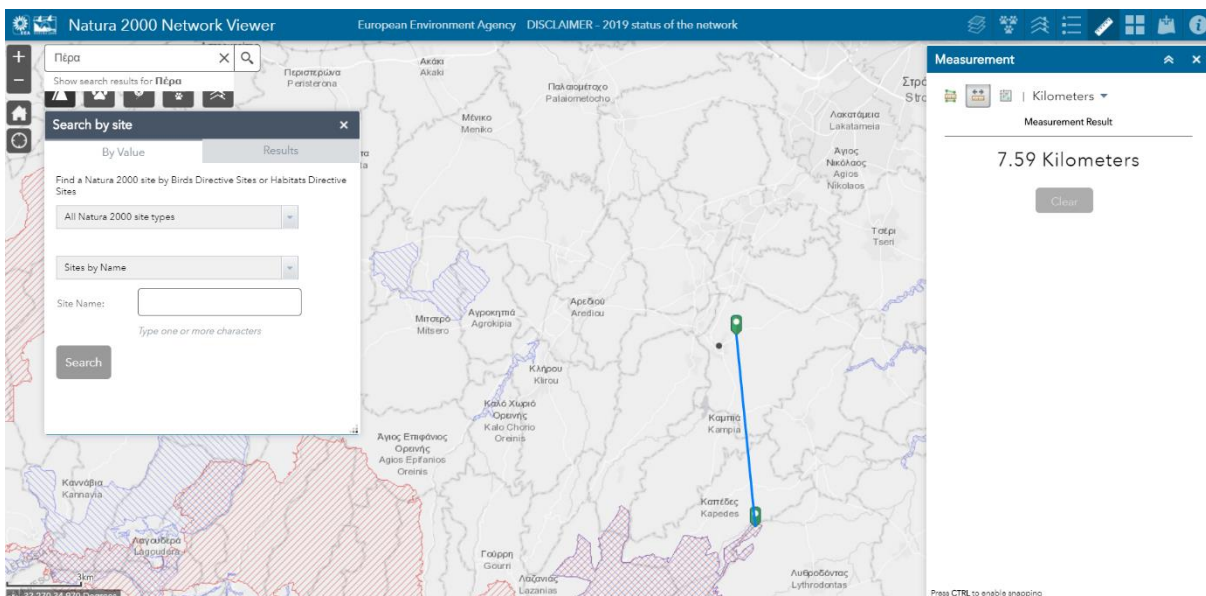 Natura 2000 Network Viewer
European Environment Agency DISCLAIMER - 2019 status of the network
Πέρα
Show search results for Πέρα
Search by site
By Value
Results
Find a Natura 2000 site by Birds Directive Sites or Habitats Directive
Sites
All Natura 2000 site types
Sites by Name
Site Name:
Type one or more characters
Search
Περιστερώνα
Peristerona
Ακάκι
Akaki
Παλαιομέτοχο
Palaiometocho
Μένικο
Meniko
Λακατάμεια
Lakatameia
Άγιος
Νικόλαος
Agios
Nikolaos
Τσέρι
Tseri
Μιτσερό
Mitsero
Αγροκηπιά
Agrokipia
Αρεδιού
Arediou
Κλήρου
Klirou
Καλό Χωριό
Ορεινής
Kalo Chorio
Oreinis
Άγιος Επιφάνιος
Ορεινής
Agios Epifanios
Oreinis
Καμπιά
Kampia
Καννάβια
Kannavia
Λαγουδερά
Lagoudera
Καπέδες
Kapedes
Γούρρη
Gourri
Λαζανιάς
Lazanias
Λυθροδόντας
Lythrodontas
3km
Measurement
Kilometers
Measurement Result
7.59 Kilometers
Clear
Press CTRL to enable snapping